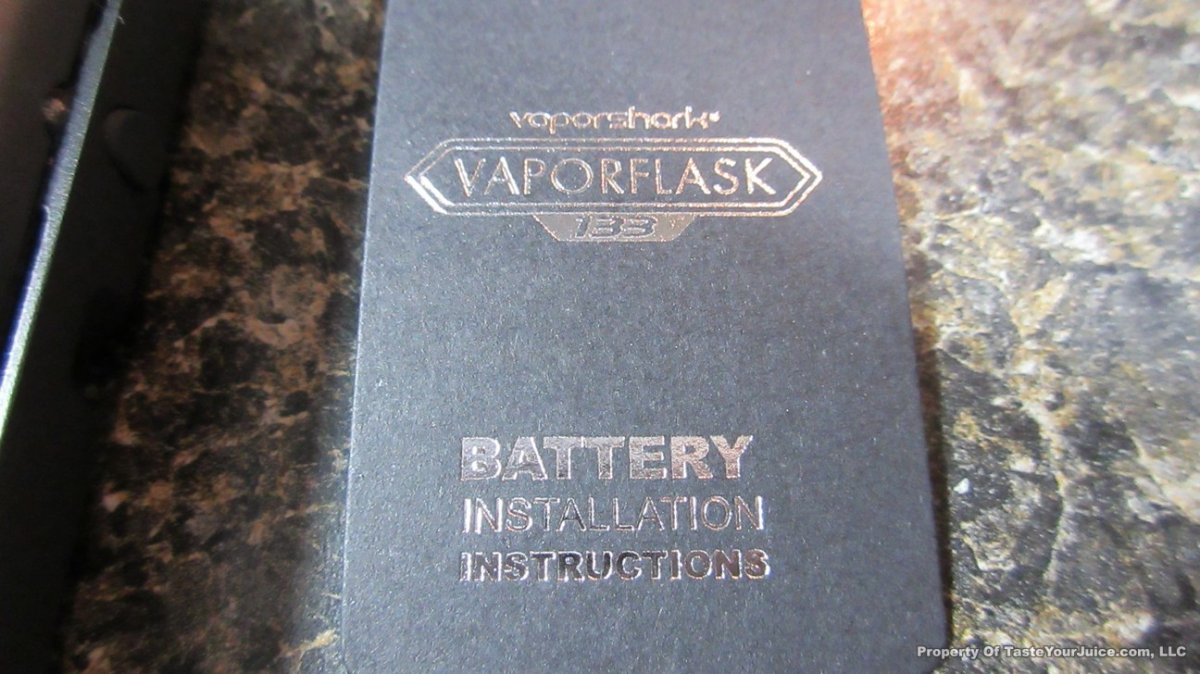 vaporshark
VAPORFLASK
133
BATTERY
INSTALLATION
INSTRUCTIONS
Property Of TasteYourJuice.com, LLC